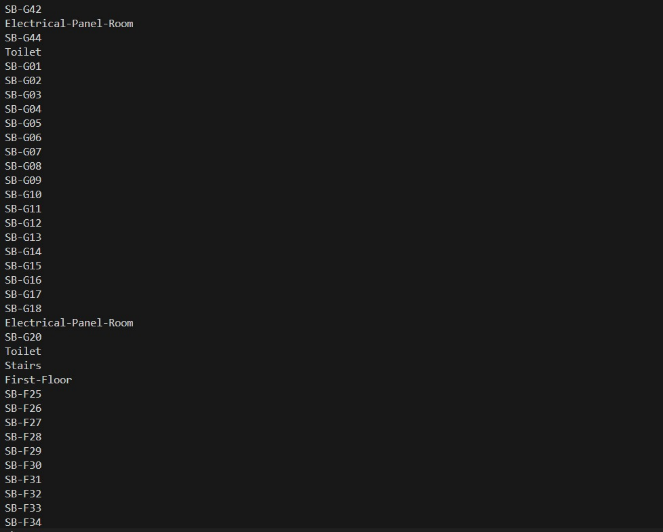 SB-G42
Electrical-Panel-Room
SB-G44
Toilet
SB-G01
SB-G02
SB-G03
SB-G04
SB-G05
SB-G06
SB-G07
SB-G08
SB-G09
SB-G10
SB-G11
SB-G12
SB-G13
SB-G14
SB-G15
SB-G16
SB-G17
SB-G18
Electrical-Panel-Room
SB-G20
Toilet
Stairs
First-Floor
SB-F25
SB-F26
SB-F27
SB-F28
SB-F29
SB-F30
SB-F31
SB-F32
SB-F33
SB-F34